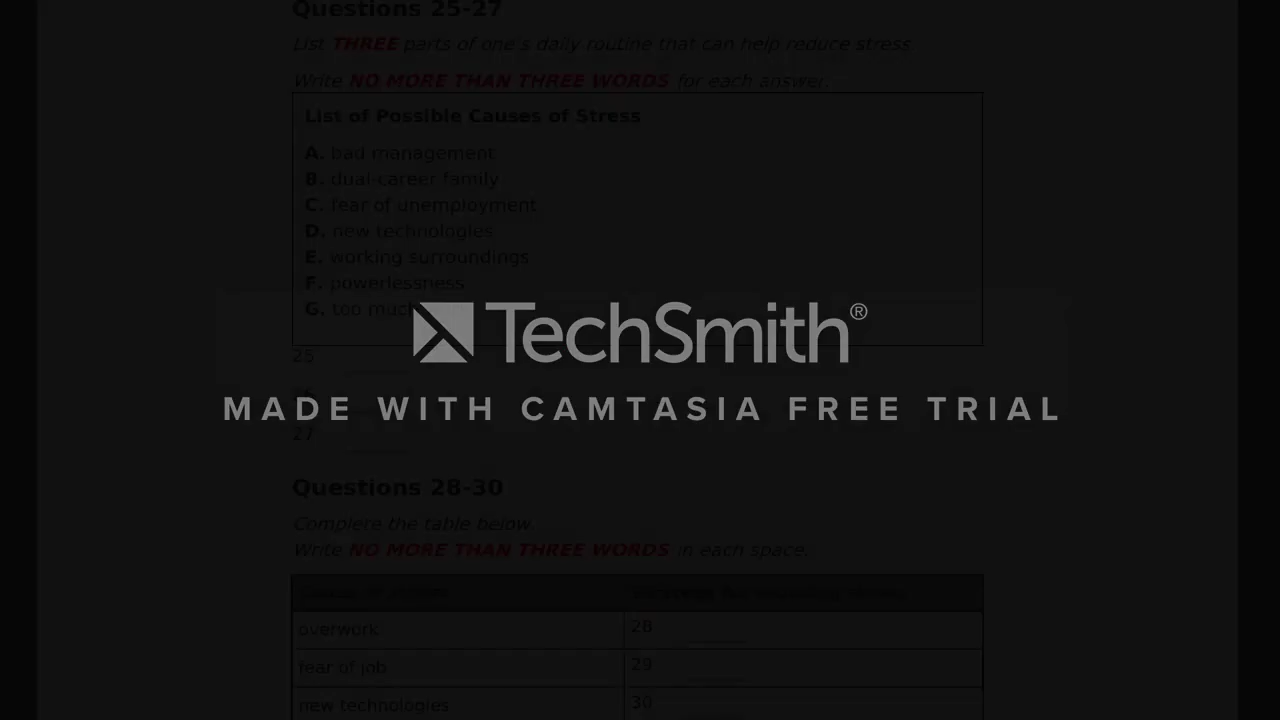 Questions 25-27
List THREE parts of one's daily routine that can help reduce stress.
Write NO MORE THAN THREE WORDS for each answer.
List of Possible Causes of Stress
A. bad management
B. dual-career family
C. fear of unemployment
D. new technologies
E. working surroundings
F. powerlessness
G. too much
TechSmith®
MADE WITH CAMTASIA FREE TRIAL
25
27
Questions 28-30
Complete the table below.
Write NO MORE THAN THREE WORDS in each space.
overwork 28
fear of job 29
new technologies 30